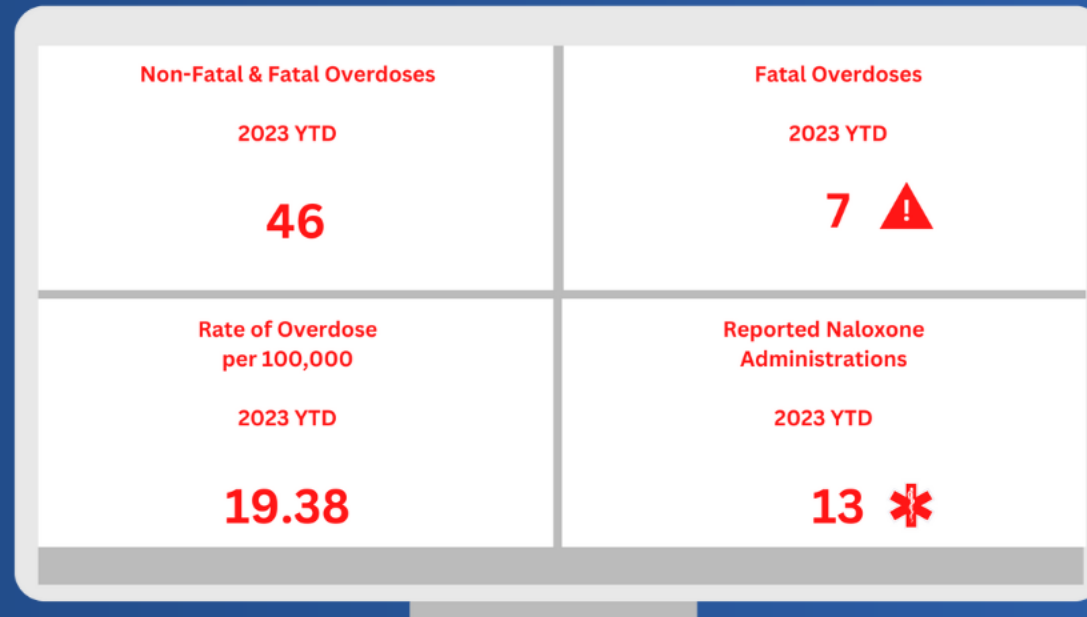 Non-Fatal & Fatal Overdoses
2023 YTD
46
Fatal Overdoses
2023 YTD
7
Rate of Overdose
per 100,000
2023 YTD
19.38
Reported Naloxone
Administrations
2023 YTD
13